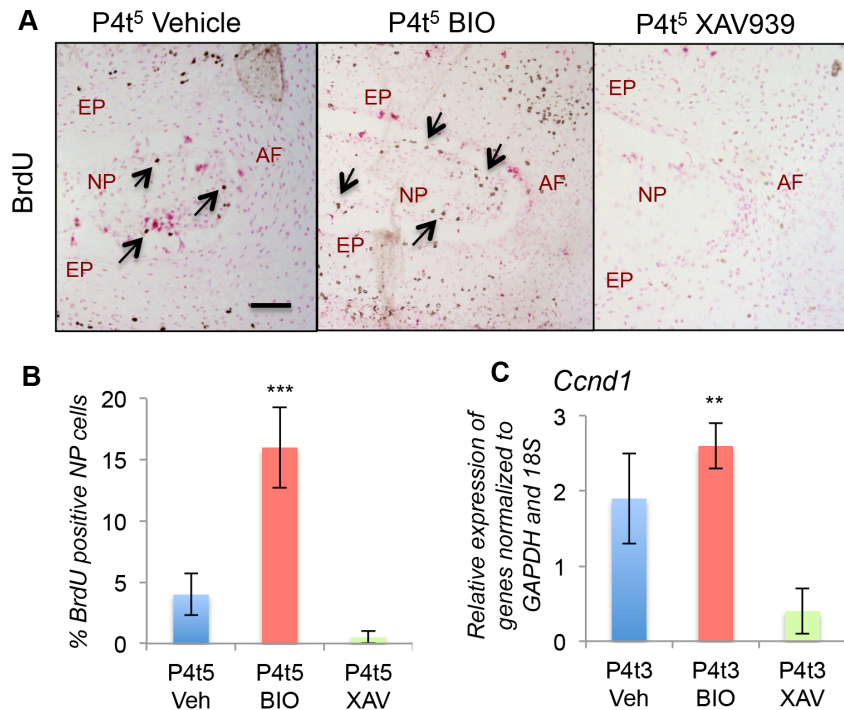 A
P4t⁵ Vehicle
P4t⁵ BIO
P4t⁵ XAV939
BrdU
EP
NP
AF
EP
EP
NP
AF
EP
EP
NP
AF
EP
B
% BrdU positive NP cells
20
15
10
5
0
***
P4t5 Veh
P4t5 BIO
P4t5 XAV
C
Ccnd1
Relative expression of
genes normalized to
GAPDH and 18S
3
2
1
0
**
P4t3 Veh
P4t3 BIO
P4t3 XAV